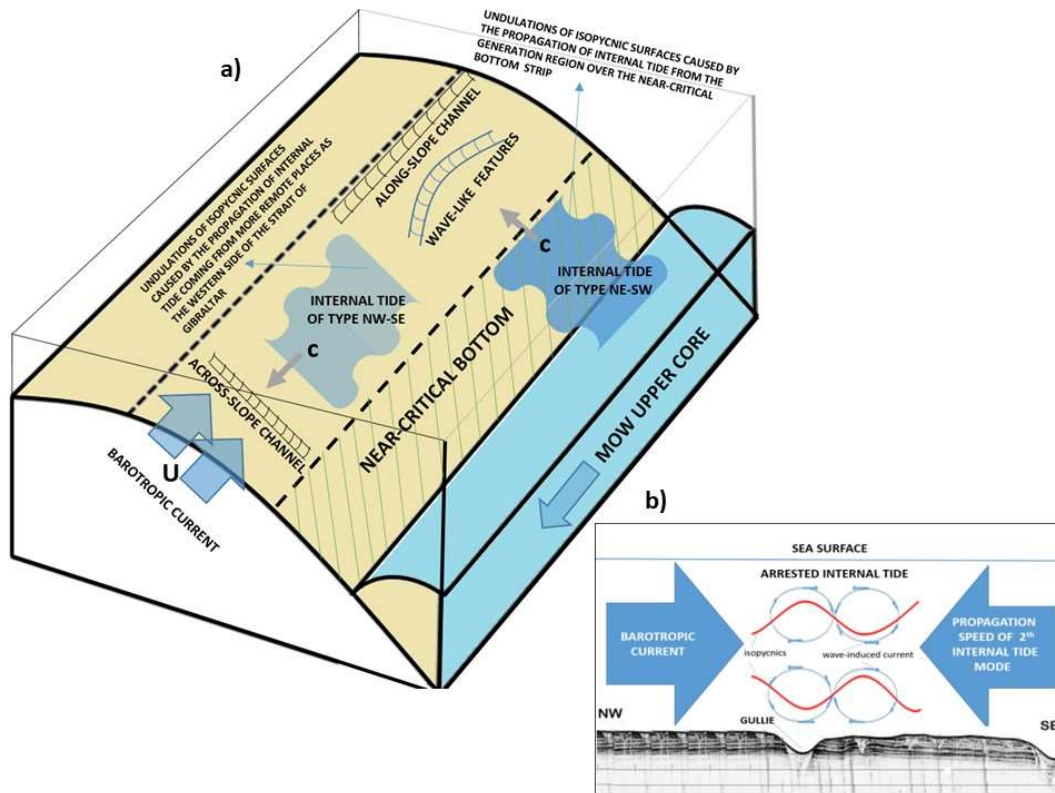 a)
UNDULATIONS OF ISOPYCNIC SURFACES CAUSED BY
THE PROPAGATION OF INTERNAL TIDE FROM THE
GENERATION REGION OVER THE NEAR-CRITICAL
BOTTOM STRIP
UNDULATIONS OF ISOPYCNIC SURFACES
CAUSED BY THE PROPAGATION OF INTERNAL
TIDE COMING FROM MORE REMOTE PLACES AS
THE WESTERN SIDE OF THE STRAIT OF
GIBRALTAR
ALONG-SLOPE CHANNEL
WAVE-LIKE FEATURES
C
INTERNAL TIDE
OF TYPE NE-SW
INTERNAL TIDE
OF TYPE NW-SE
C
ACROSS-SLOPE CHANNEL
NEAR-CRITICAL BOTTOM
MOW UPPER CORE
U
BAROTROPIC CURRENT
b)
SEA SURFACE
ARRESTED INTERNAL TIDE
BAROTROPIC
CURRENT
isopycnics
wave-induced current
PROPAGATION
SPEED OF 2th
INTERNAL TIDE
MODE
NW
GULLIE
SE